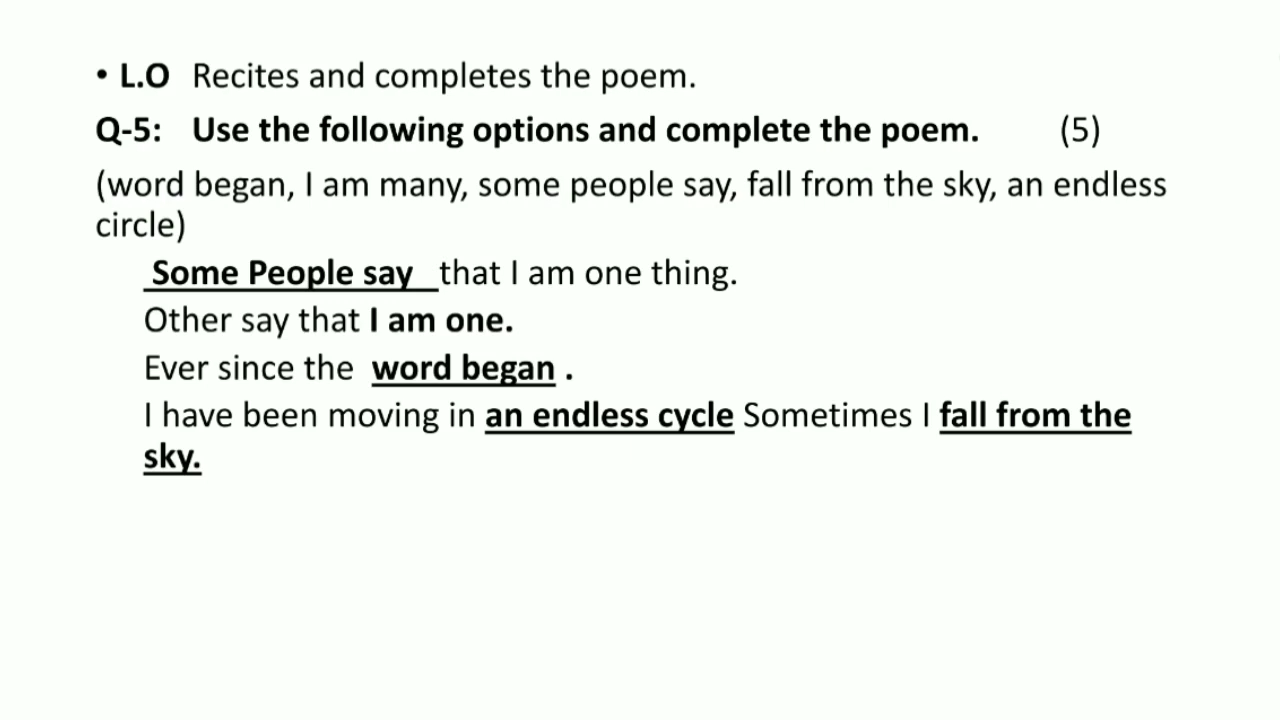 • L.O Recites and completes the poem.
Q-5: Use the following options and complete the poem. (5)
(word began, I am many, some people say, fall from the sky, an endless
circle)
Some People say that I am one thing.
Other say that I am one.
Ever since the word began .
I have been moving in an endless cycle Sometimes I fall from the
sky.